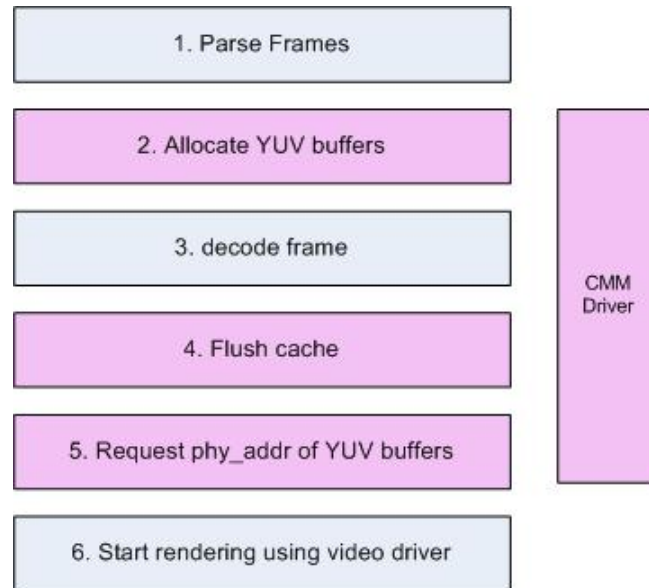 1. Parse Frames
2. Allocate YUV buffers
3. decode frame
4. Flush cache
5. Request phy_addr of YUV buffers
6. Start rendering using video driver
CMM
Driver